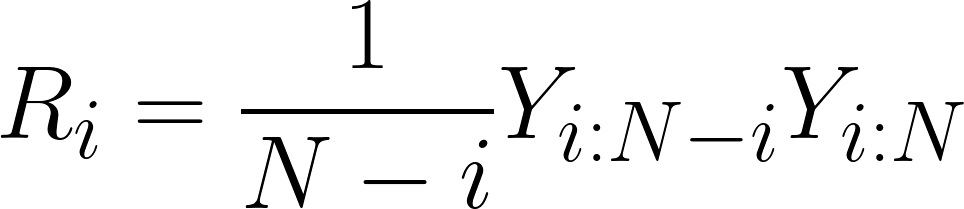 R_i = \frac{1}{N-i} Y_{i:N-i} Y_{i:N}